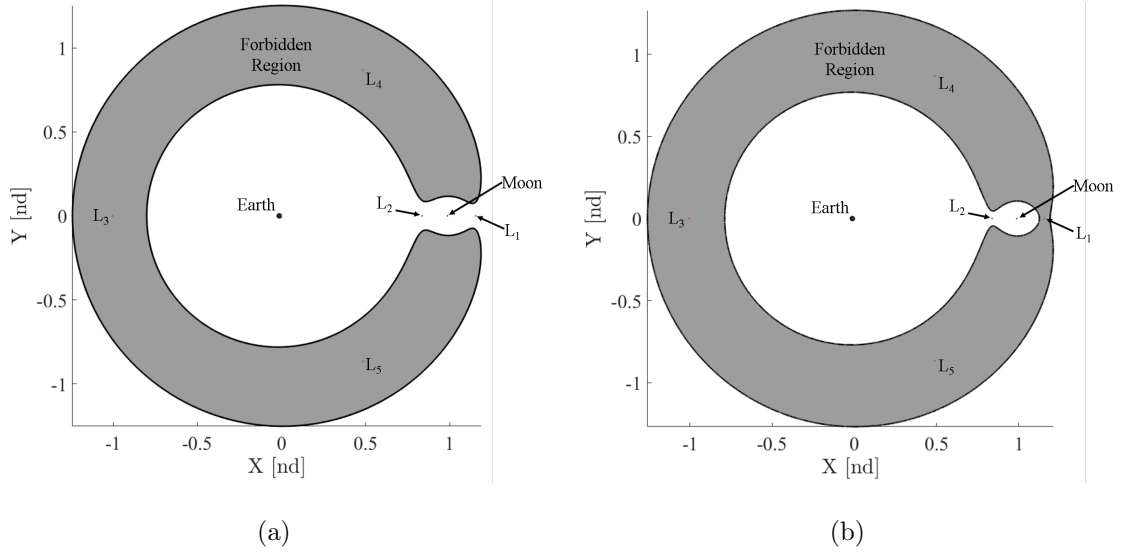 1
0.5
0
-0.5
-1
Y [nd]
Forbidden
Region
L4
Moon
L2
Earth
L3
L1
L5
-1
-0.5
0
0.5
1
X [nd]
(a)
1
0.5
0
-0.5
-1
Y [nd]
Forbidden
Region
L4
Moon
L2
Earth
L3
L1
L5
-1
-0.5
0
0.5
1
X [nd]
(b)